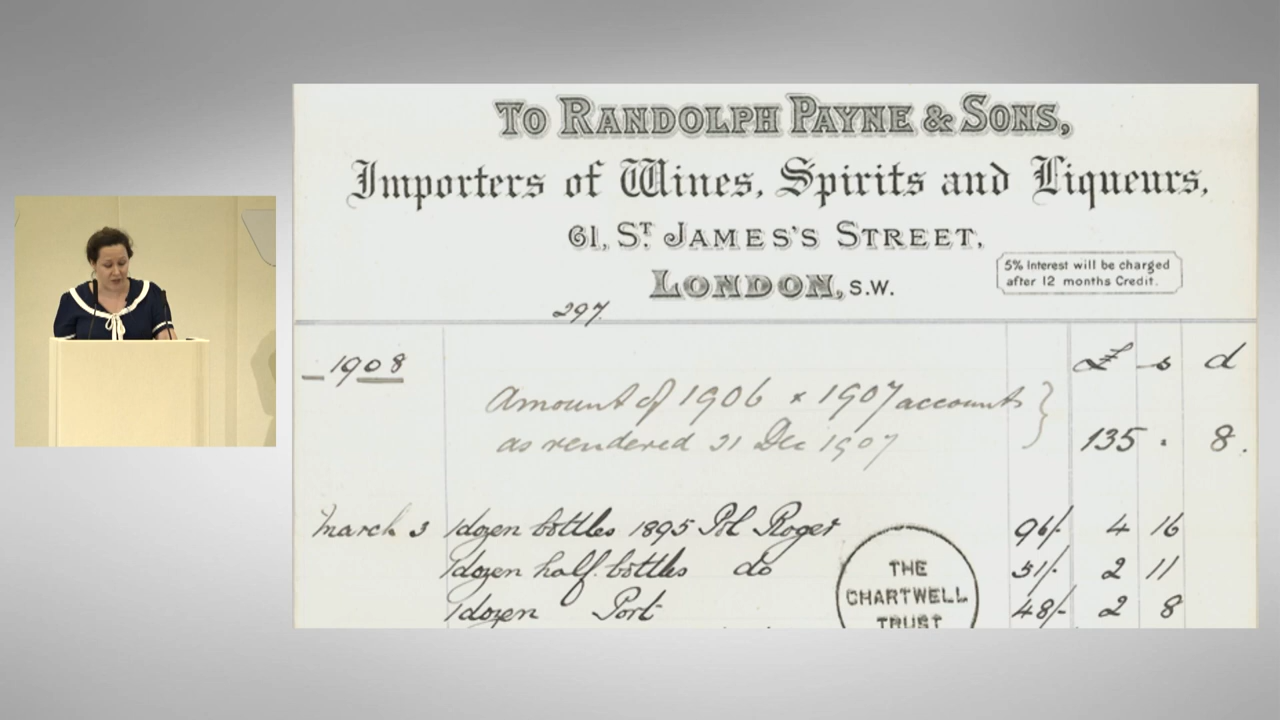 TO RANDOLPH PAYNE & SONS,
Importers of Wines, Spirits and Liqueurs,
61, ST JAMES'S STREET,
LONDON, S.W.
5% Interest will be charged
after 12 months Credit.
297.
1908 £ s d
Amount of 1906 & 1907 accounts
as rendered 31 Dec 1907 135 . 8.
March 3 1 dozen bottles 1895 Pol Roger 96/- 4 16
1 dozen half bottles do 51/- 2 11
1 dozen Port 48/- 2 8
THE
CHARTWELL
TRUST